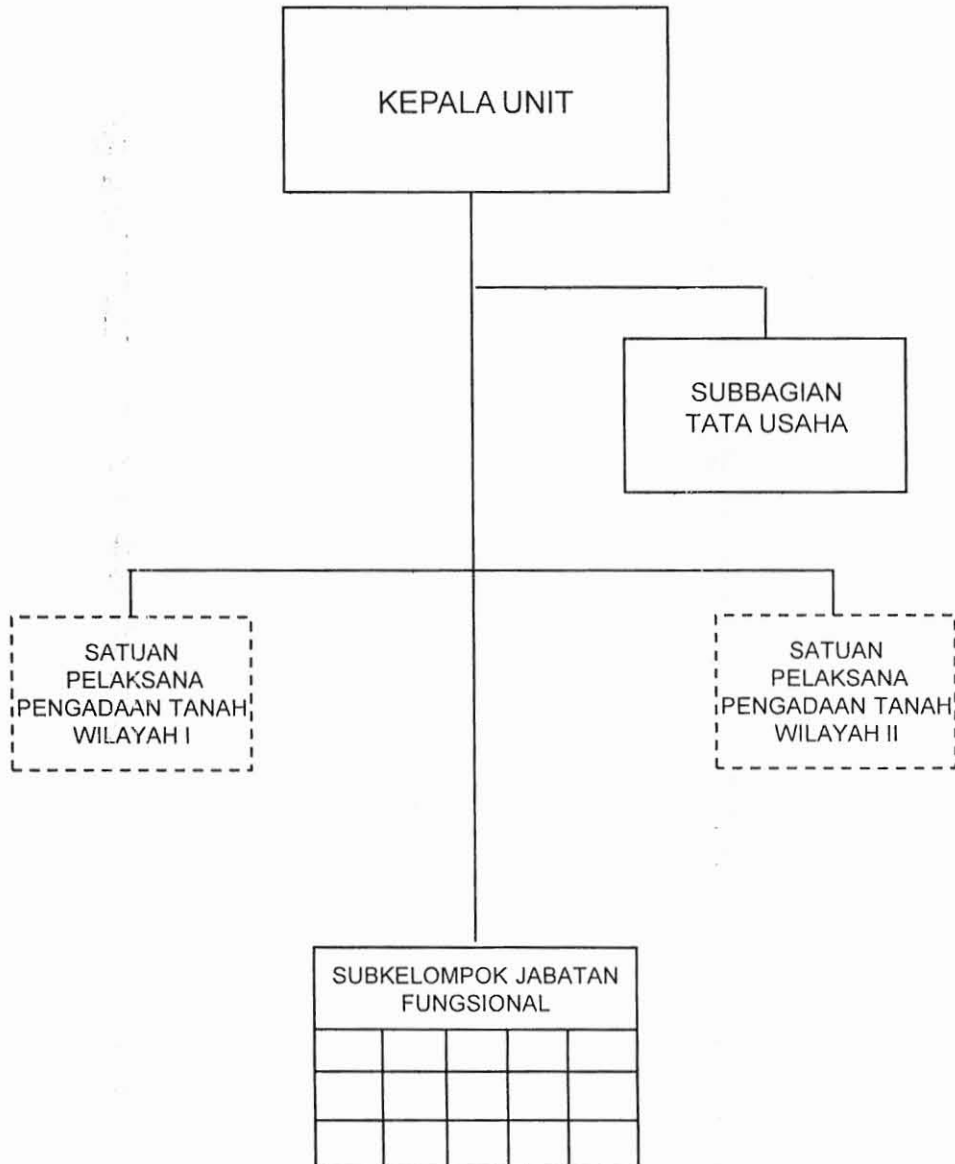 KEPALA UNIT
SUBBAGIAN
TATA USAHA
SATUAN
PELAKSANA
PENGADAAN TANAH
WILAYAH I
SATUAN
PELAKSANA
PENGADAAN TANAH
WILAYAH II
SUBKELOMPOK JABATAN
FUNGSIONAL